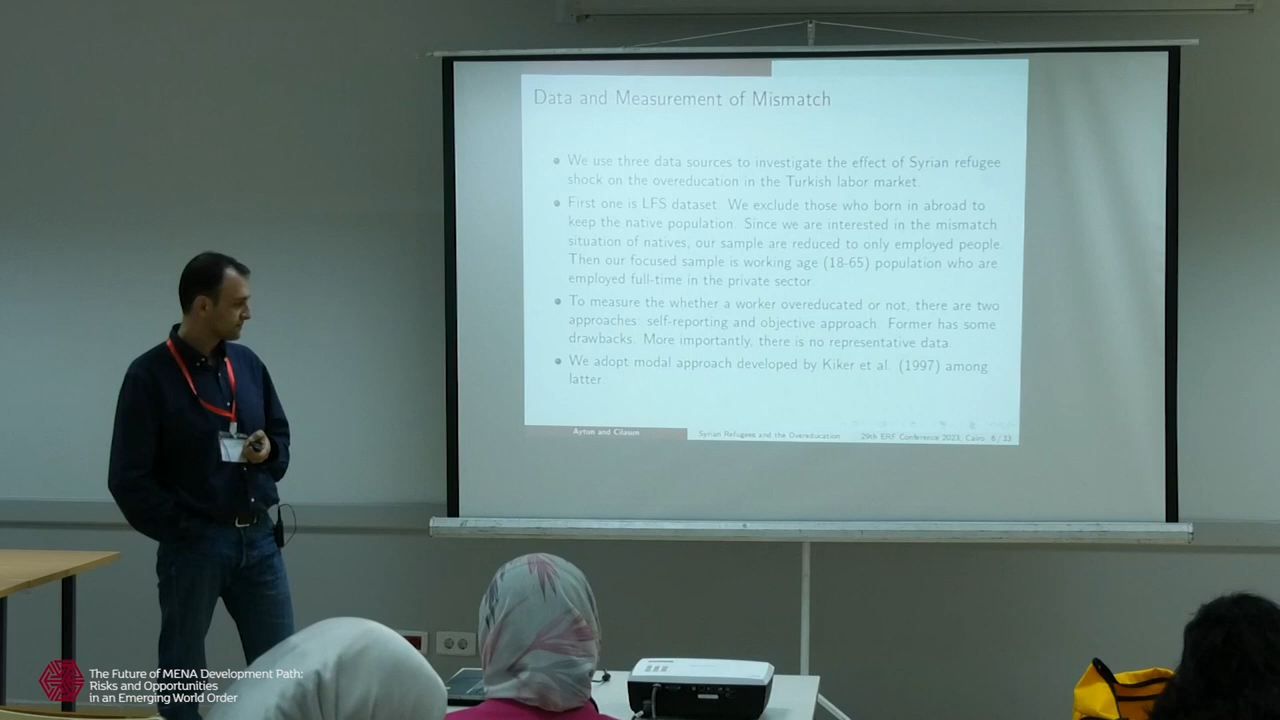 Data and Measurement of Mismatch
We use three data sources to investigate the effect of Syrian refugee
shock on the overeducation in the Turkish labor market.
First one is LFS dataset. We exclude those who born in abroad to
keep the native population. Since we are interested in the mismatch
situation of natives, our sample are reduced to only employed people.
Then our focused sample is working age (18-65) population who are
employed full-time in the private sector
To measure the whether a worker overeducated or not, there are two
approaches: self-reporting and objective approach. Former has some
drawbacks. More importantly, there is no representative data.
We adopt modal approach developed by Kiker et al. (1997) among
latter
Ayton and Cilasun
Syrian Refugees and the Overeducation
29th ERF Conference 2023, Cairo 6 / 33
The Future of MENA Development Path:
Risks and Opportunities
in an Emerging World Order